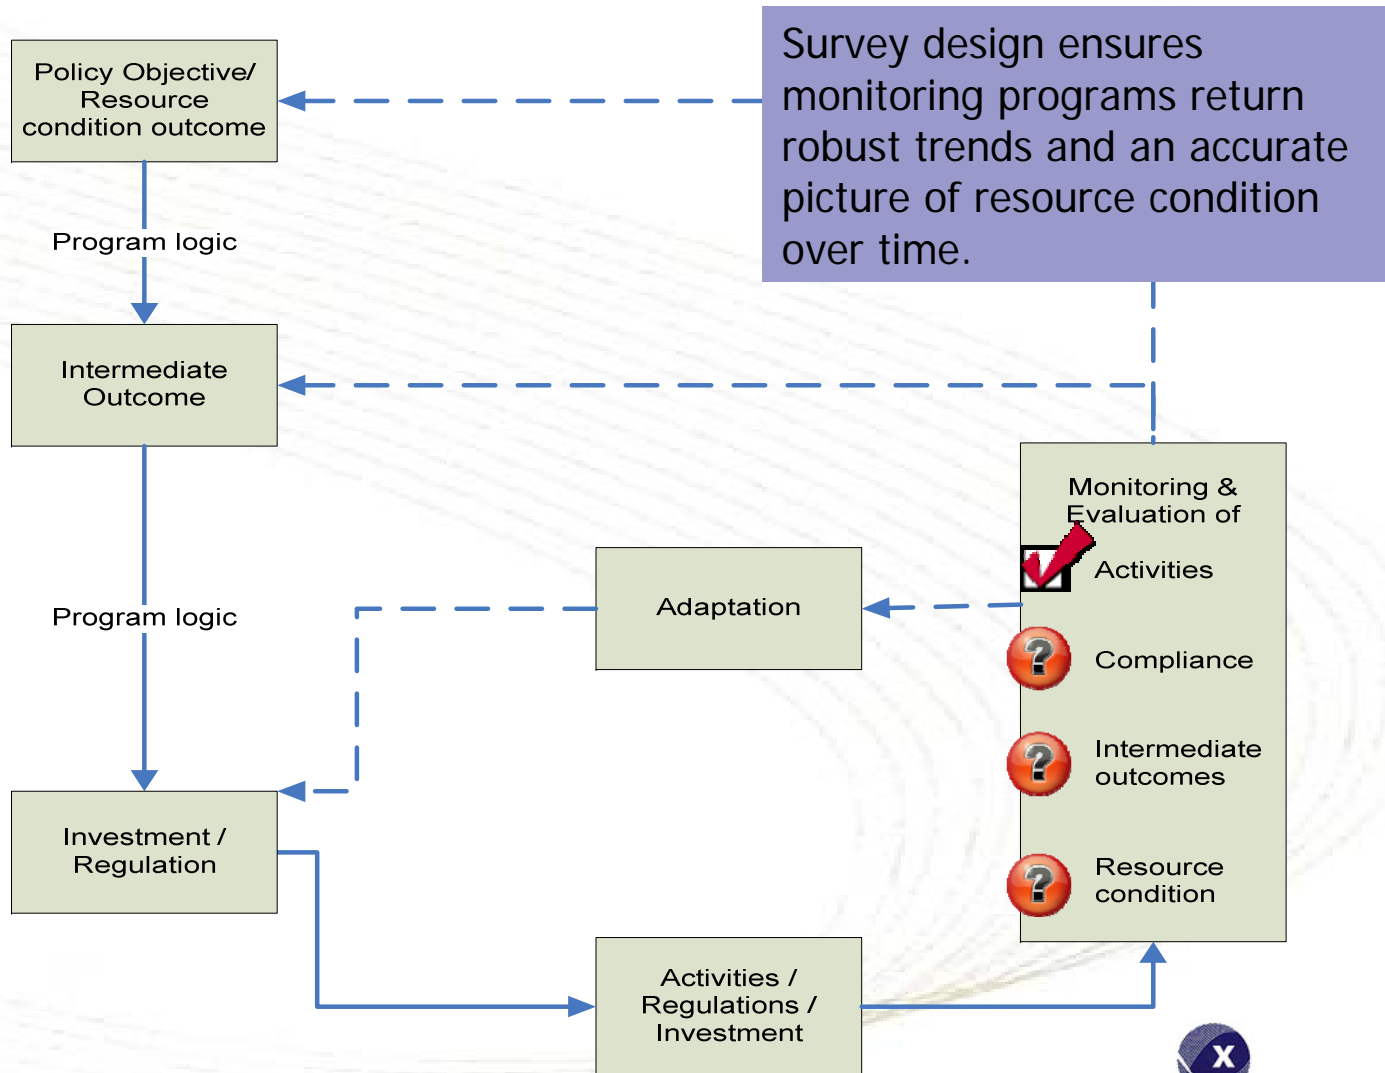 Survey design ensures
monitoring programs return
robust trends and an accurate
picture of resource condition
over time.
Policy Objective/
Resource
condition outcome
Program logic
Intermediate
Outcome
Program logic
Investment /
Regulation
Adaptation
Activities /
Regulations /
Investment
Monitoring &
Evaluation of
Activities
? Compliance
? Intermediate
outcomes
? Resource
condition
X